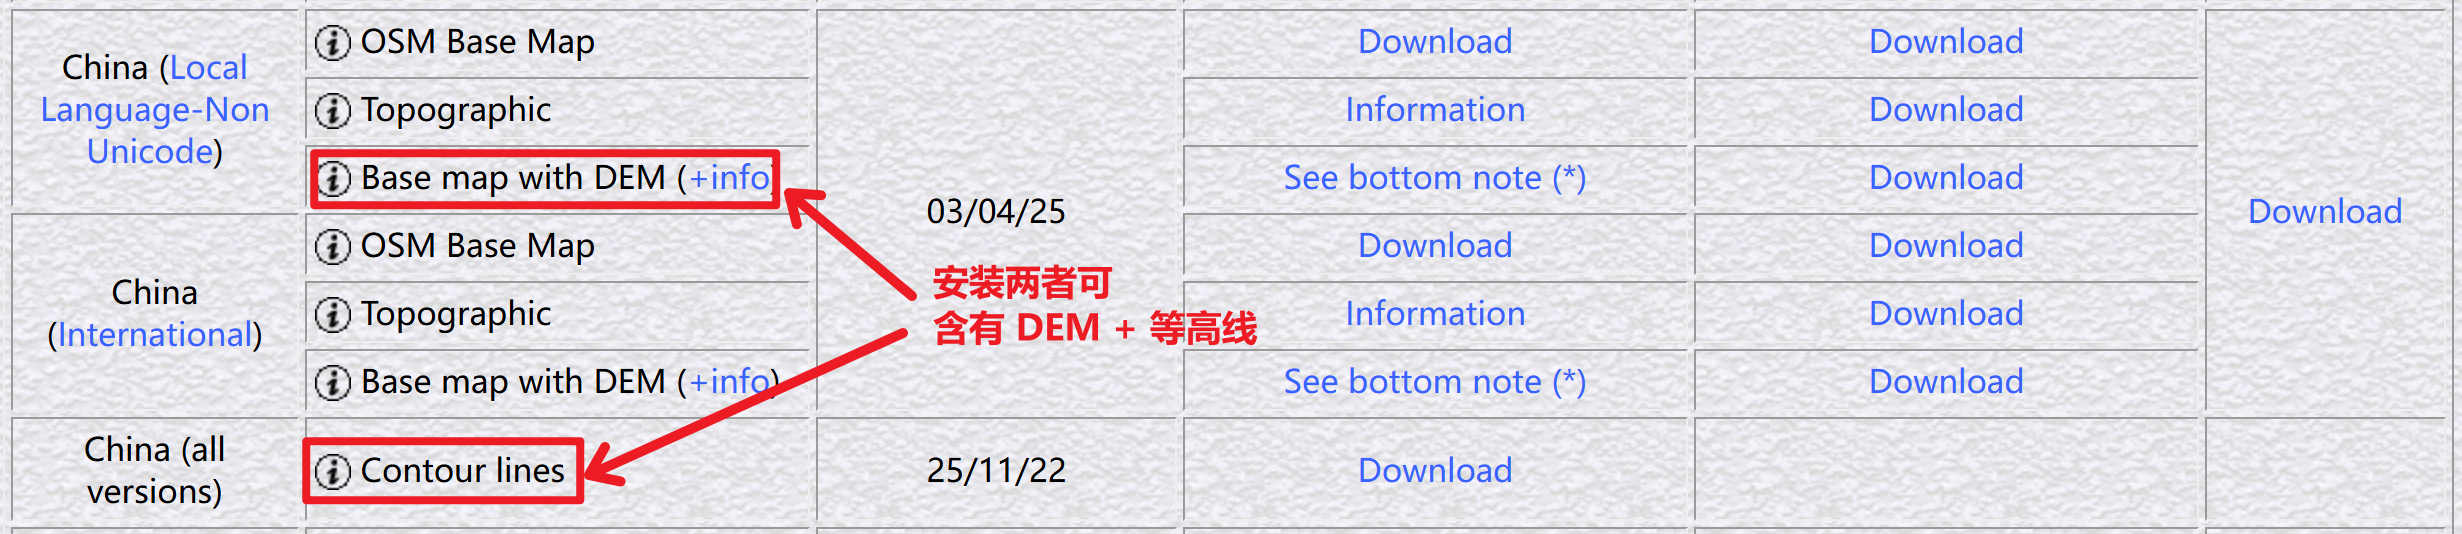 China (Local
Language-Non
Unicode)
OSM Base Map
Download
Download
Topographic
Information
Download
Base map with DEM (+info)
See bottom note (*)
Download
03/04/25
Download
China
(International)
OSM Base Map
Download
Download
Topographic
Information
Download
Base map with DEM (+info)
See bottom note (*)
Download
安装两者可
含有 DEM + 等高线
China (all
versions)
Contour lines
25/11/22
Download